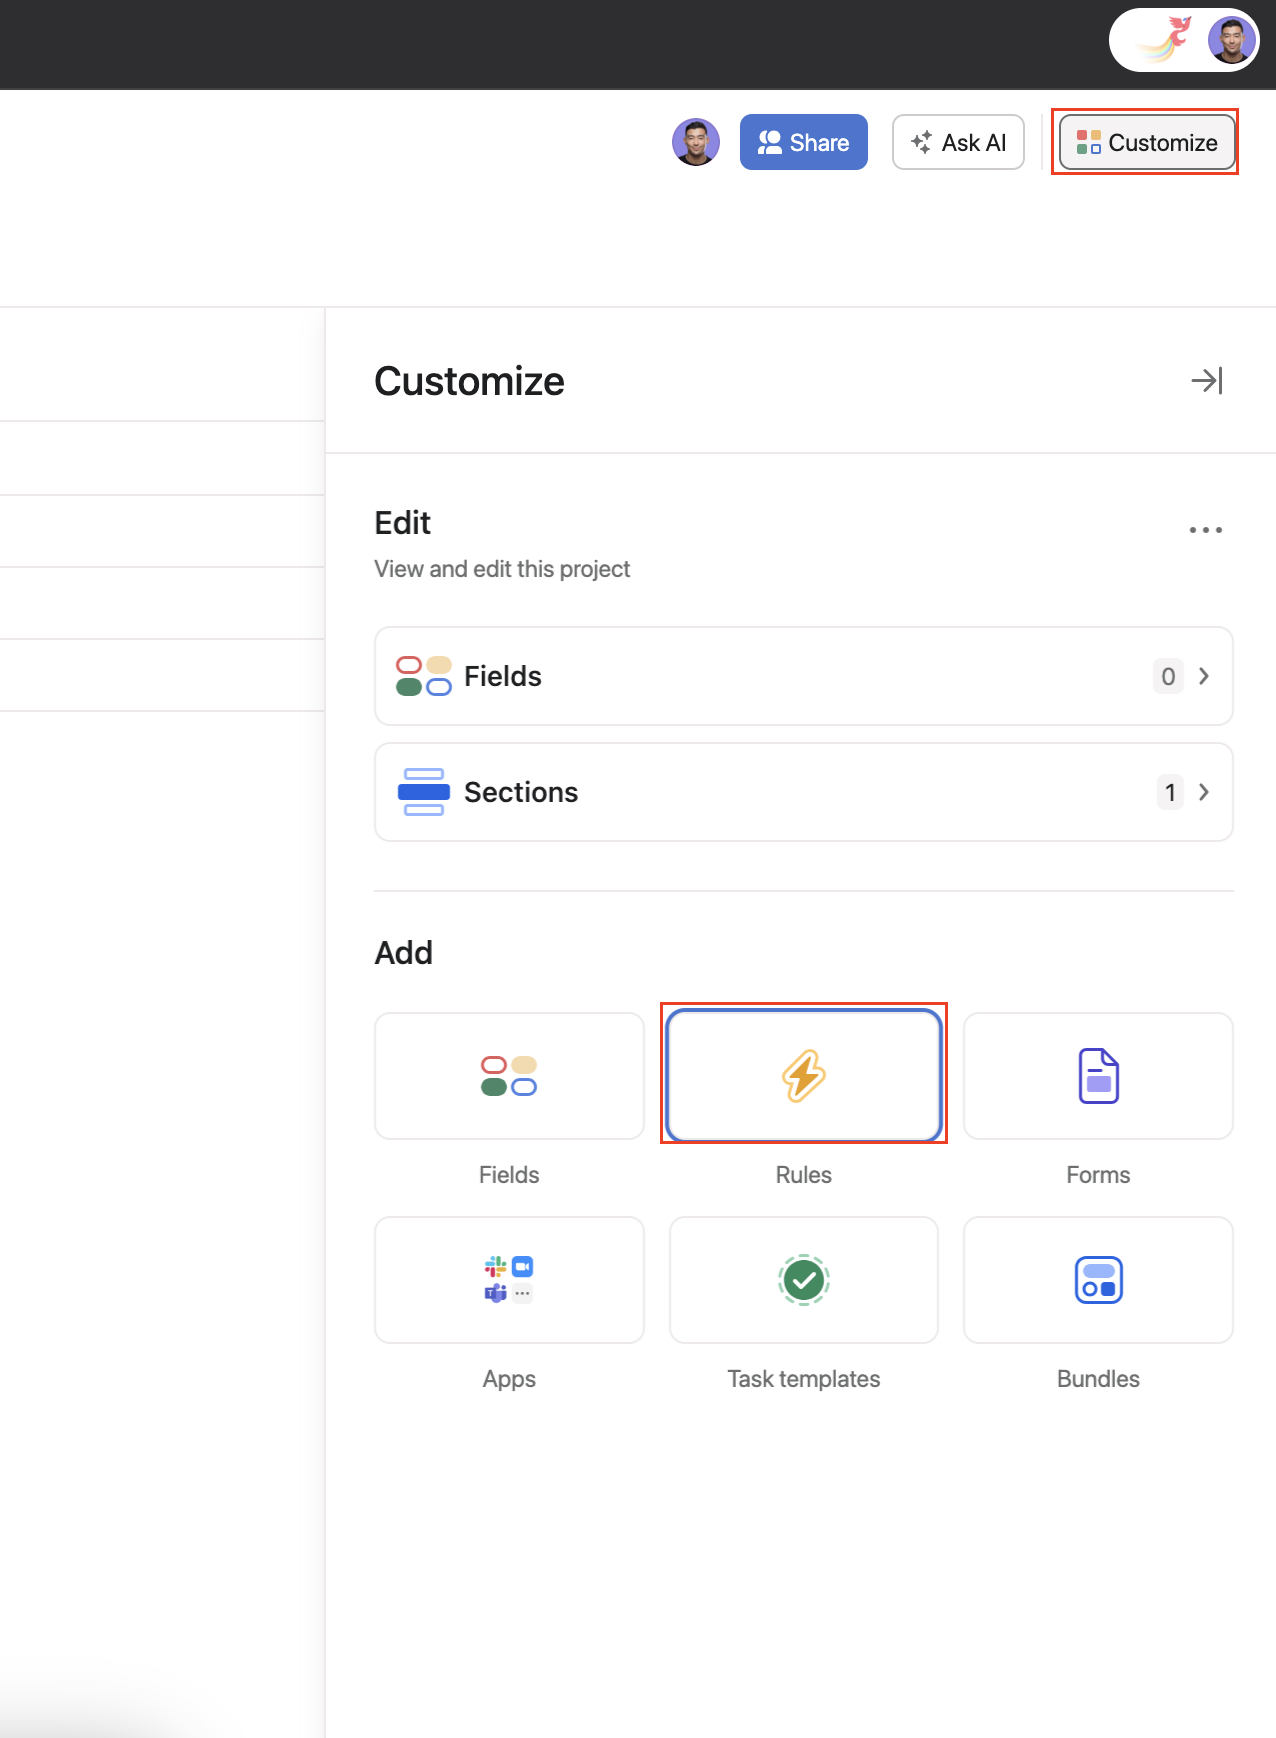 Share
Ask AI
Customize
Customize
Edit
View and edit this project
Fields
0
Sections
1
Add
Fields
Rules
Forms
Apps
Task templates
Bundles